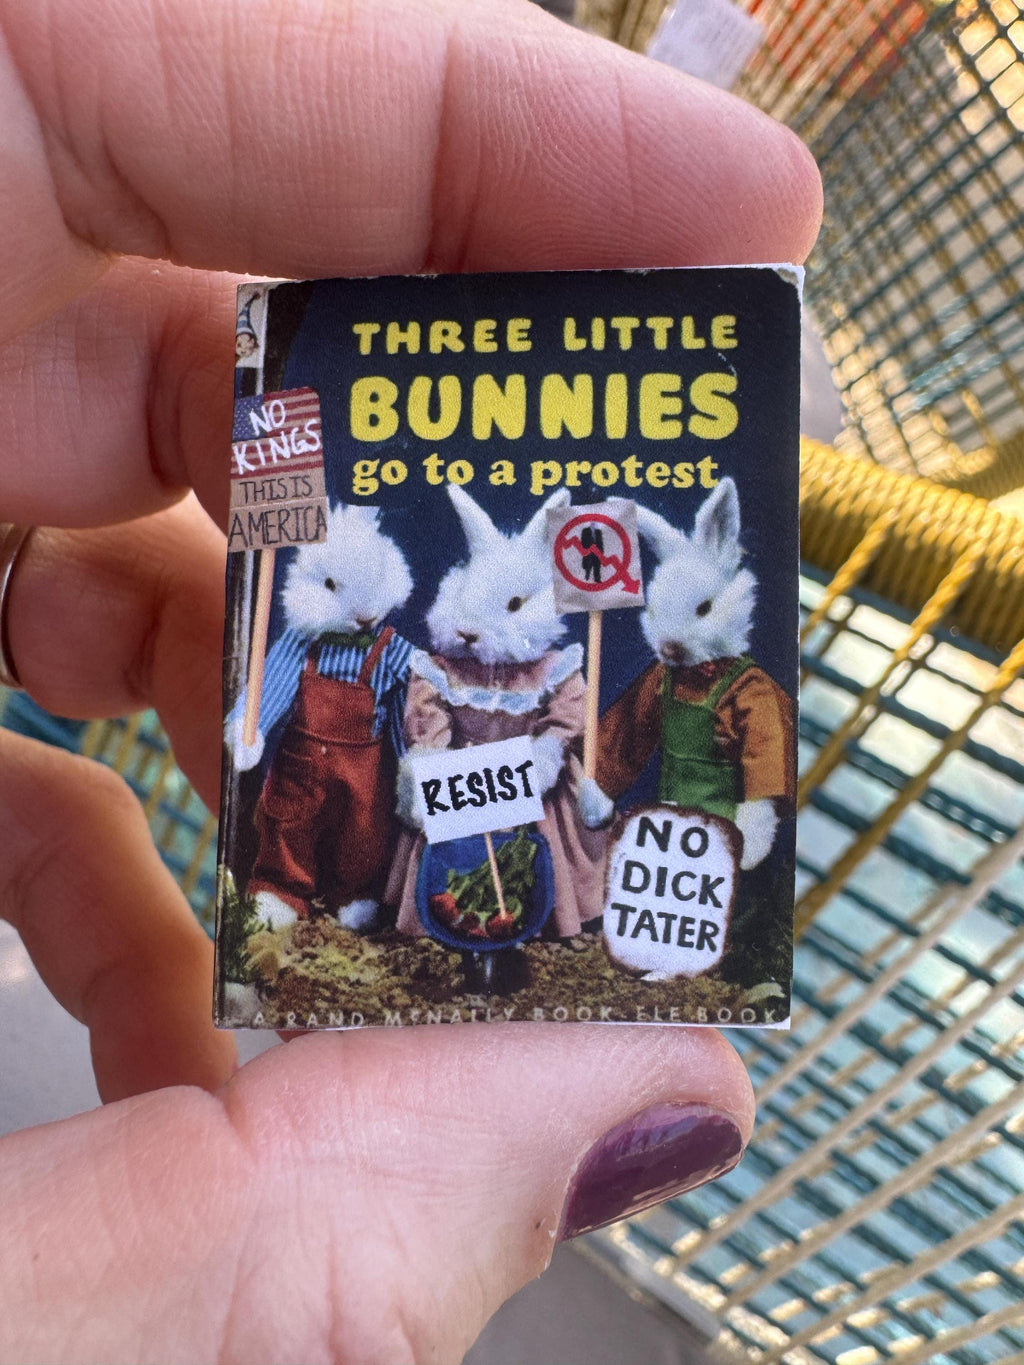 THREE LITTLE
BUNNIES
go to a protest
NO
KINGS
THIS IS
AMERICA
RESIST
NO
DICK
TATER
A RAND MCNALLY BOOK-ELF BOOK